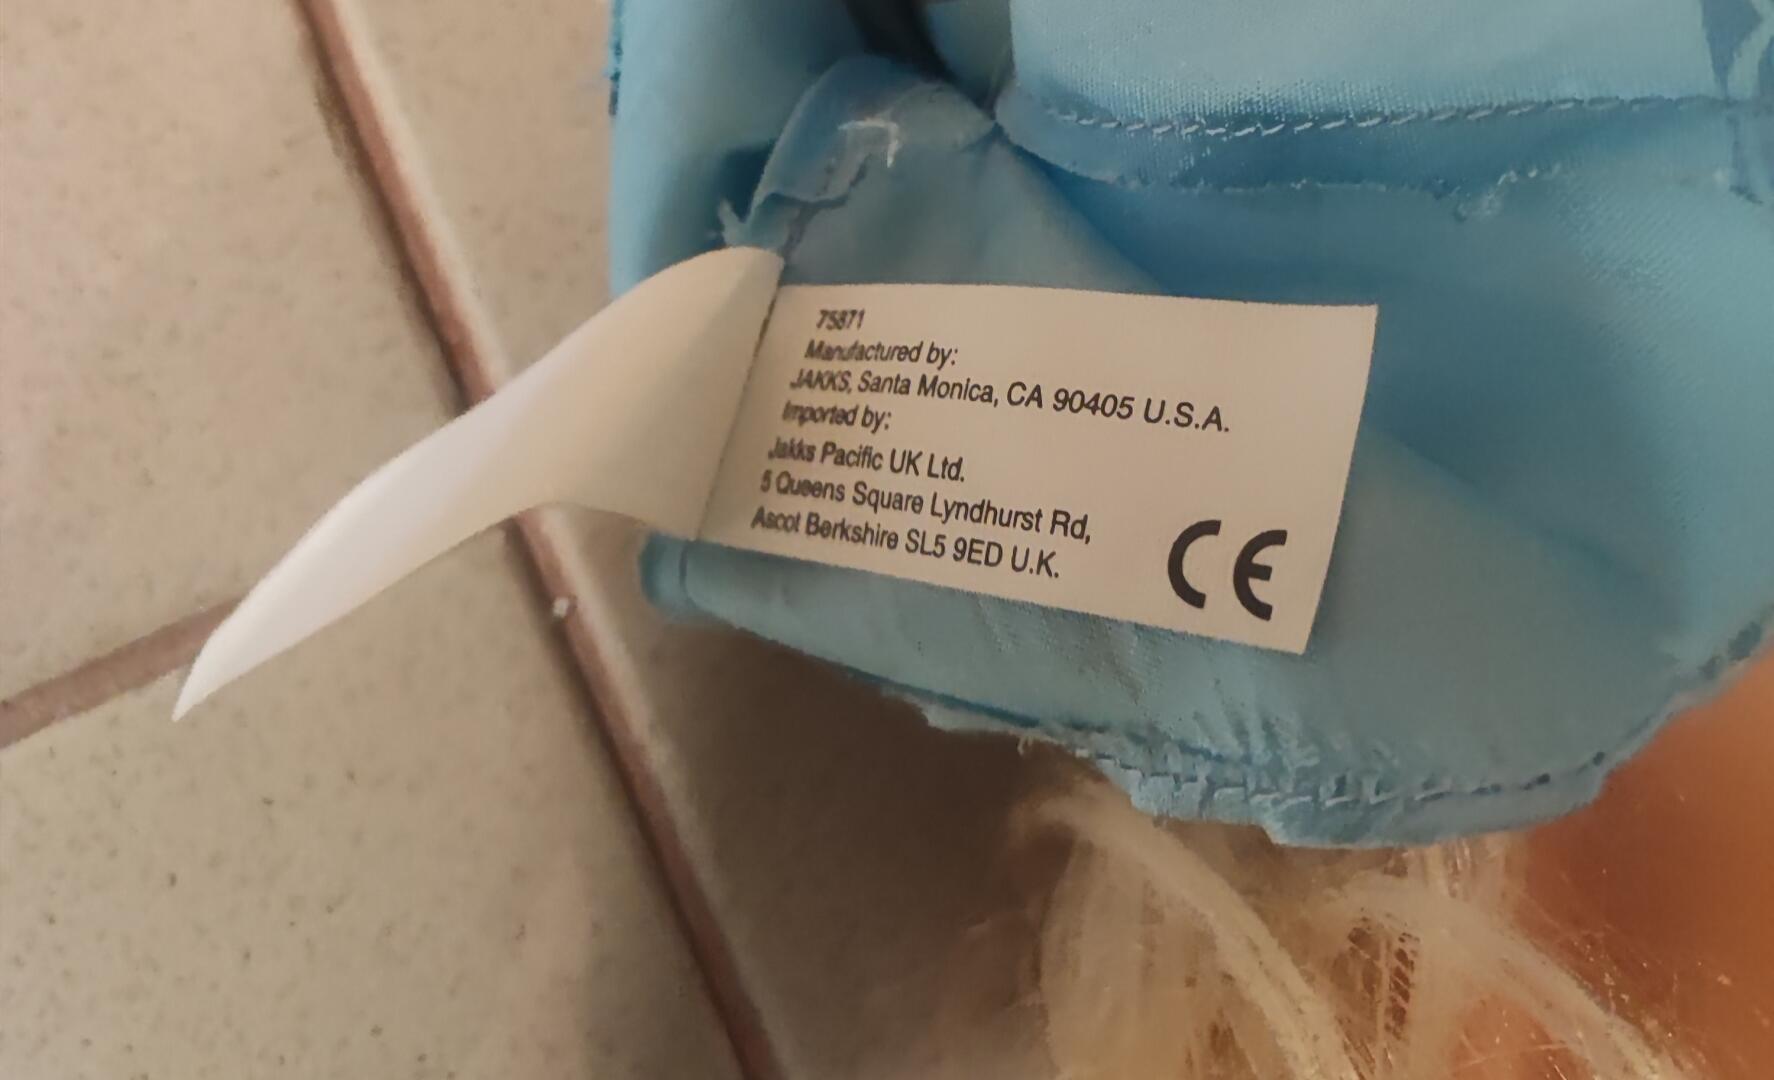 75871
Manufactured by:
JAKKS, Santa Monica, CA 90405 U.S.A.
Imported by:
Jakks Pacific UK Ltd.
5 Queens Square Lyndhurst Rd,
Ascot Berkshire SL5 9ED U.K.
CE